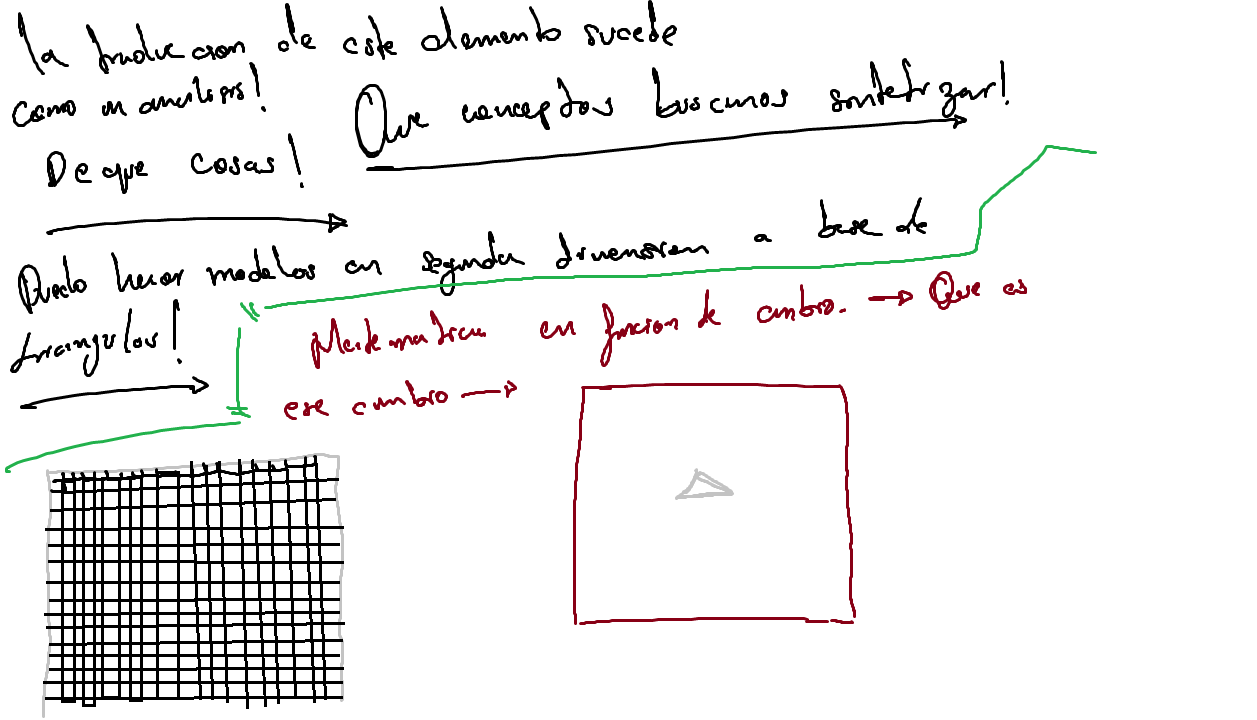 la traduccion de este elemento sucede
como un analisis!
Que conceptos buscamos sintetizar!
De que cosas!
Puedo hacer modelos en segunda dimension a base de
triangulos!
Matematica en funcion de cambio. → Que es
ese cambio →